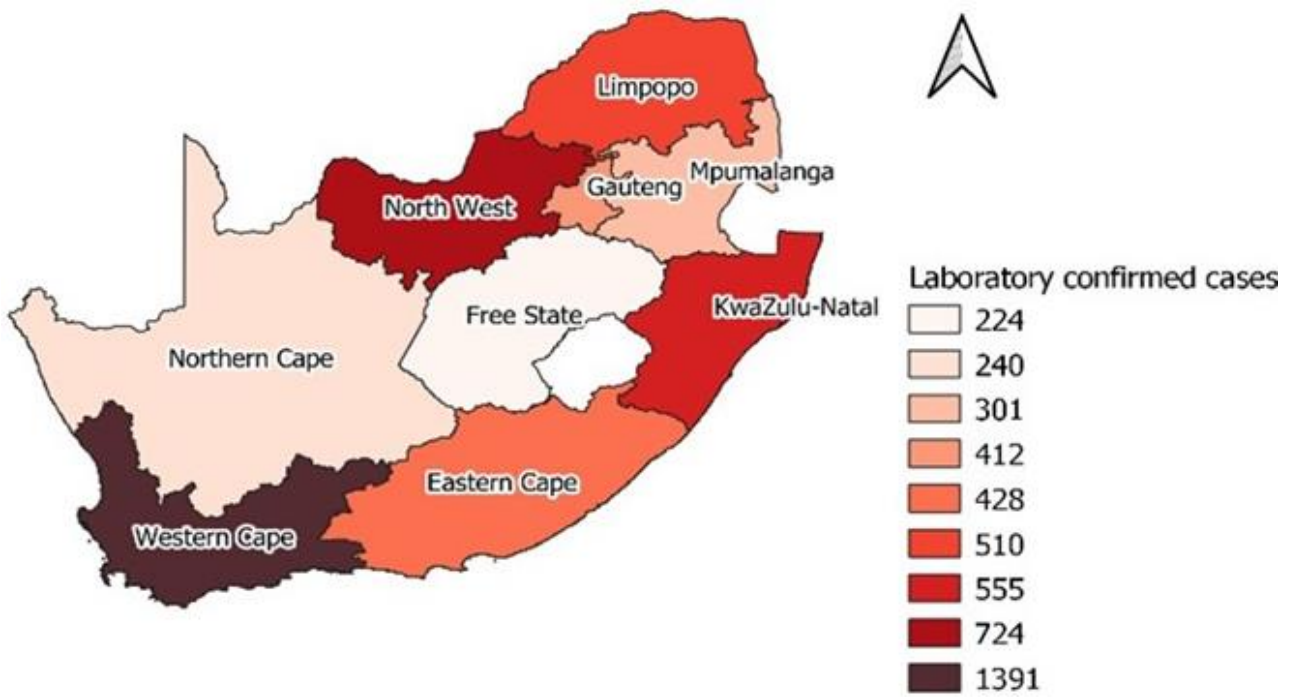 Limpopo
Mpumalanga
Gauteng
North West
Free State
KwaZulu-Natal
Northern Cape
Eastern Cape
Western Cape
Laboratory confirmed cases
224
240
301
412
428
510
555
724
1391